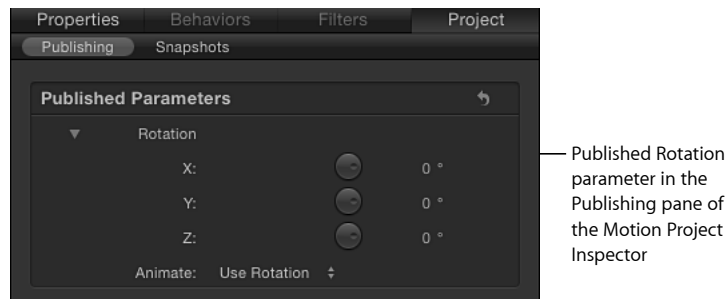 Properties Behaviors Filters Project
Publishing Snapshots
Published Parameters
Rotation
X: 0 °
Y: 0 °
Z: 0 °
Animate: Use Rotation
Published Rotation
parameter in the
Publishing pane of
the Motion Project
Inspector